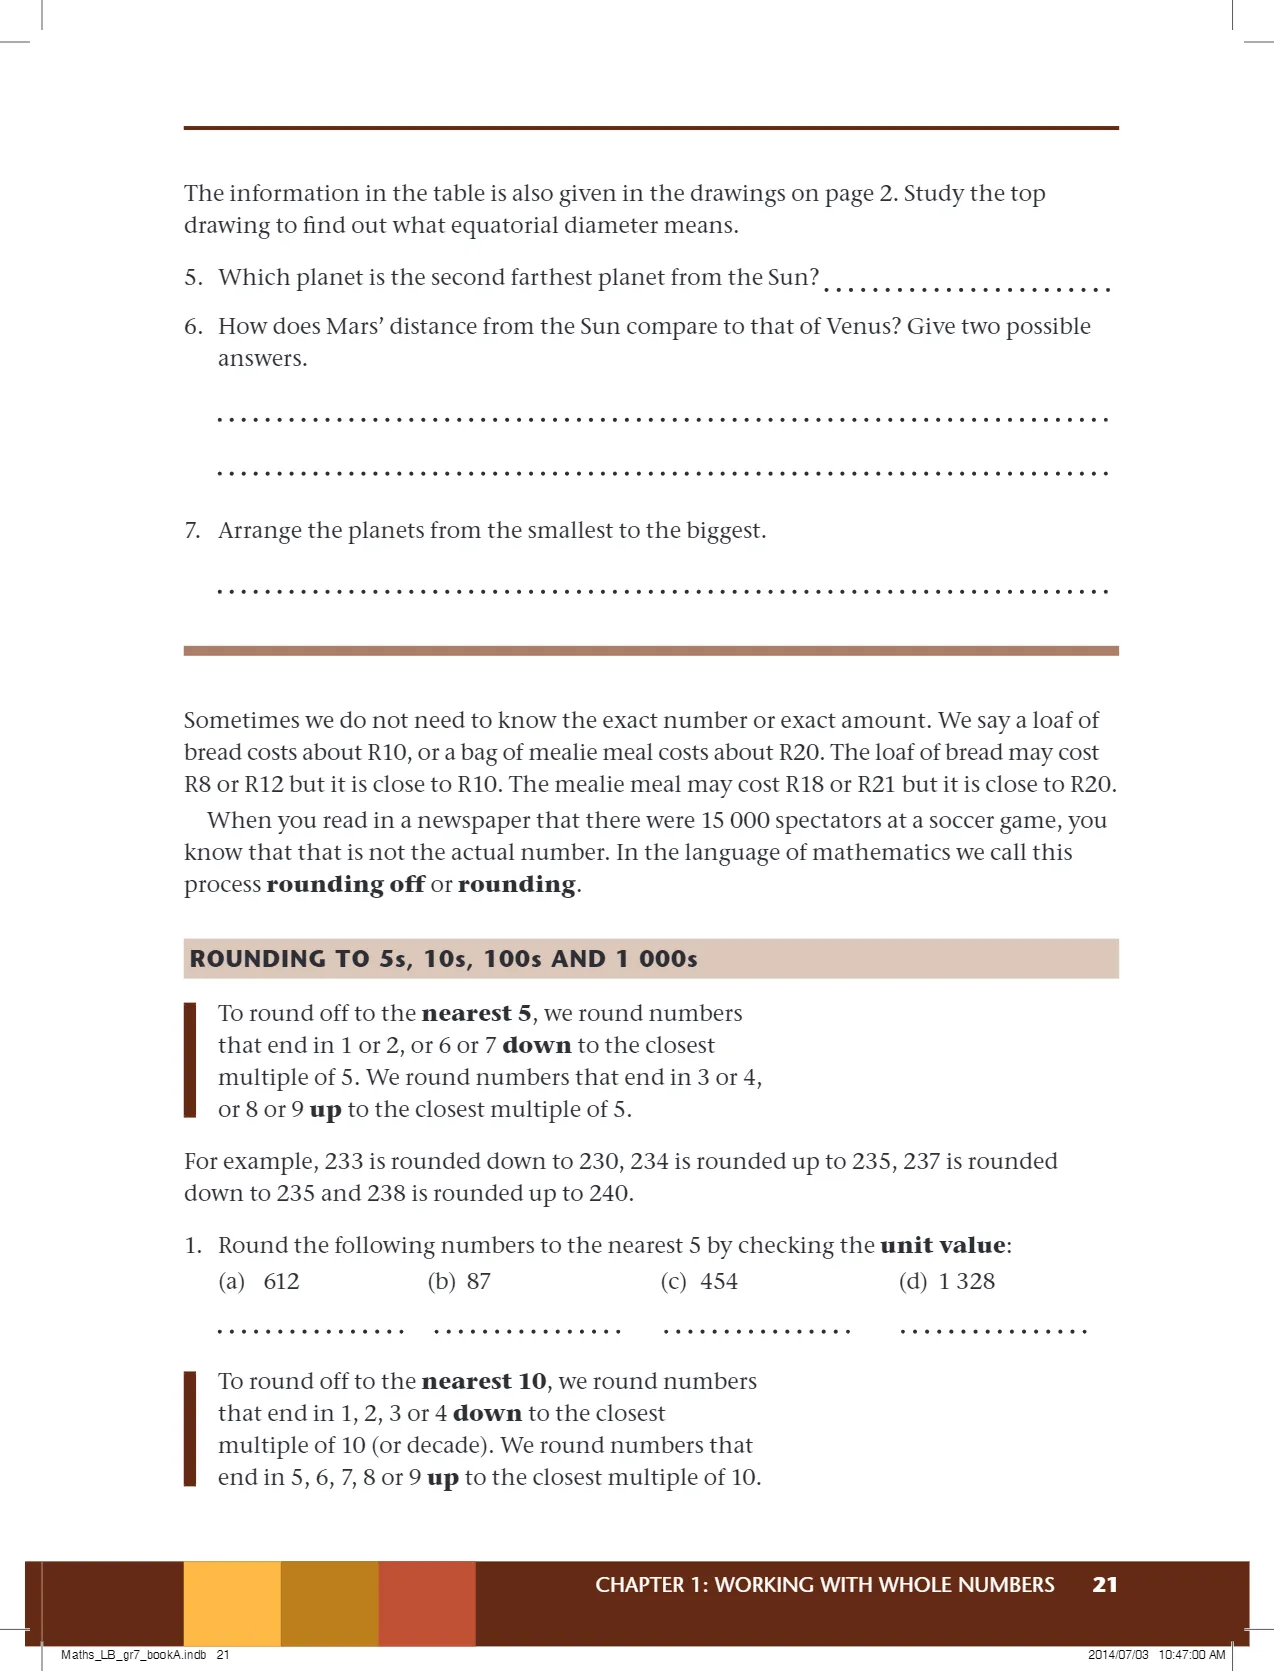 The information in the table is also given in the drawings on page 2. Study the top
drawing to find out what equatorial diameter means.
5. Which planet is the second farthest planet from the Sun?
6. How does Mars’ distance from the Sun compare to that of Venus? Give two possible
answers.
7. Arrange the planets from the smallest to the biggest.
Sometimes we do not need to know the exact number or exact amount. We say a loaf of
bread costs about R10, or a bag of mealie meal costs about R20. The loaf of bread may cost
R8 or R12 but it is close to R10. The mealie meal may cost R18 or R21 but it is close to R20.
When you read in a newspaper that there were 15 000 spectators at a soccer game, you
know that that is not the actual number. In the language of mathematics we call this
process rounding off or rounding.
ROUNDING TO 5s, 10s, 100s AND 1 000s
To round off to the nearest 5, we round numbers
that end in 1 or 2, or 6 or 7 down to the closest
multiple of 5. We round numbers that end in 3 or 4,
or 8 or 9 up to the closest multiple of 5.
For example, 233 is rounded down to 230, 234 is rounded up to 235, 237 is rounded
down to 235 and 238 is rounded up to 240.
1. Round the following numbers to the nearest 5 by checking the unit value:
(a) 612 (b) 87 (c) 454 (d) 1 328
To round off to the nearest 10, we round numbers
that end in 1, 2, 3 or 4 down to the closest
multiple of 10 (or decade). We round numbers that
end in 5, 6, 7, 8 or 9 up to the closest multiple of 10.
CHAPTER 1: WORKING WITH WHOLE NUMBERS 21
Maths_LB_gr7_bookA.indb 21 2014/07/03 10:47:00 AM